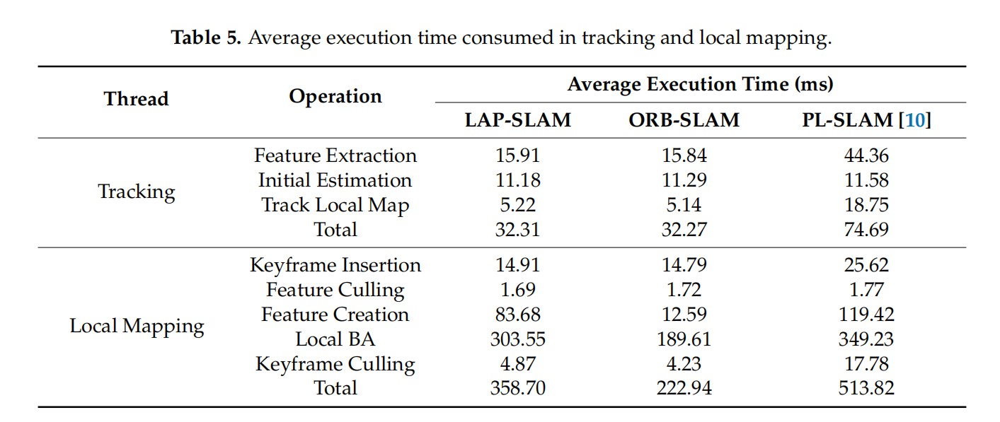 Table 5. Average execution time consumed in tracking and local mapping.
Thread Operation Average Execution Time (ms)
LAP-SLAM ORB-SLAM PL-SLAM [10]
Tracking
Feature Extraction 15.91 15.84 44.36
Initial Estimation 11.18 11.29 11.58
Track Local Map 5.22 5.14 18.75
Total 32.31 32.27 74.69
Local Mapping
Keyframe Insertion 14.91 14.79 25.62
Feature Culling 1.69 1.72 1.77
Feature Creation 83.68 12.59 119.42
Local BA 303.55 189.61 349.23
Keyframe Culling 4.87 4.23 17.78
Total 358.70 222.94 513.82